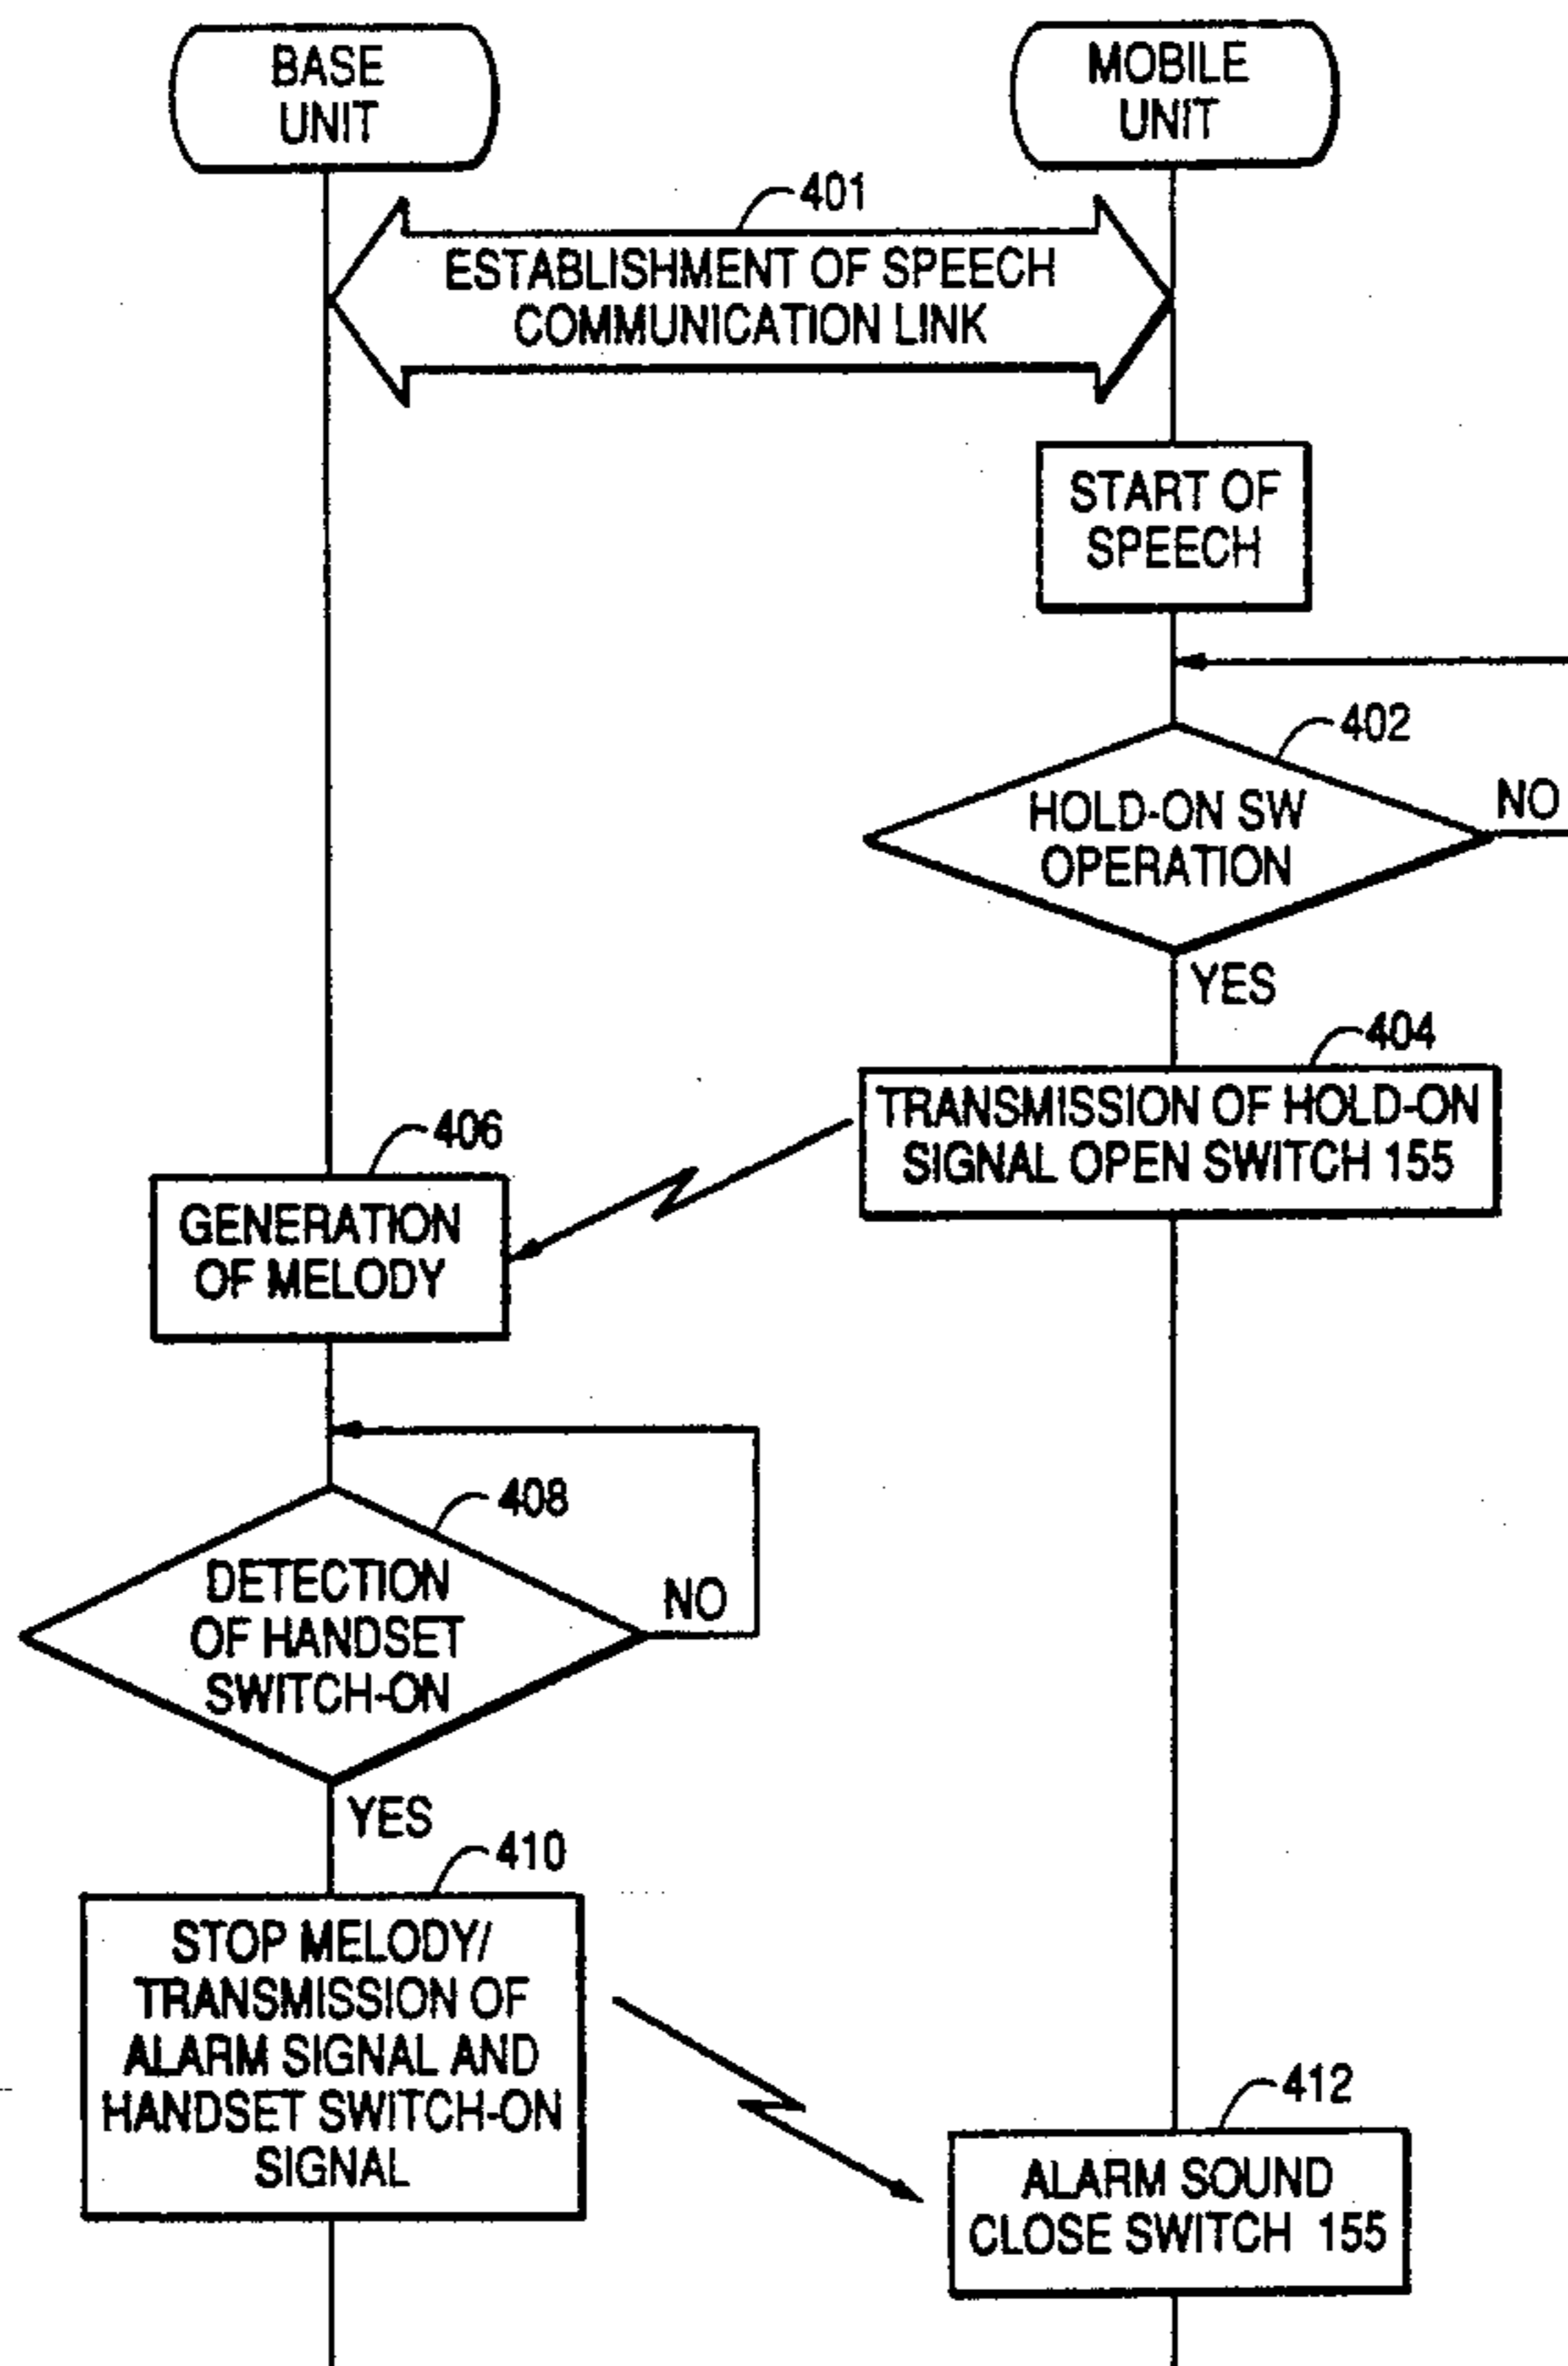 BASE
UNIT
MOBILE
UNIT
401
ESTABLISHMENT OF SPEECH
COMMUNICATION LINK
START OF
SPEECH
402
HOLD-ON SW
OPERATION
NO
YES
404
TRANSMISSION OF HOLD-ON
SIGNAL OPEN SWITCH 155
406
GENERATION
OF MELODY
408
DETECTION
OF HANDSET
SWITCH-ON
NO
YES
410
STOP MELODY/
TRANSMISSION OF
ALARM SIGNAL AND
HANDSET SWITCH-ON
SIGNAL
412
ALARM SOUND
CLOSE SWITCH 155